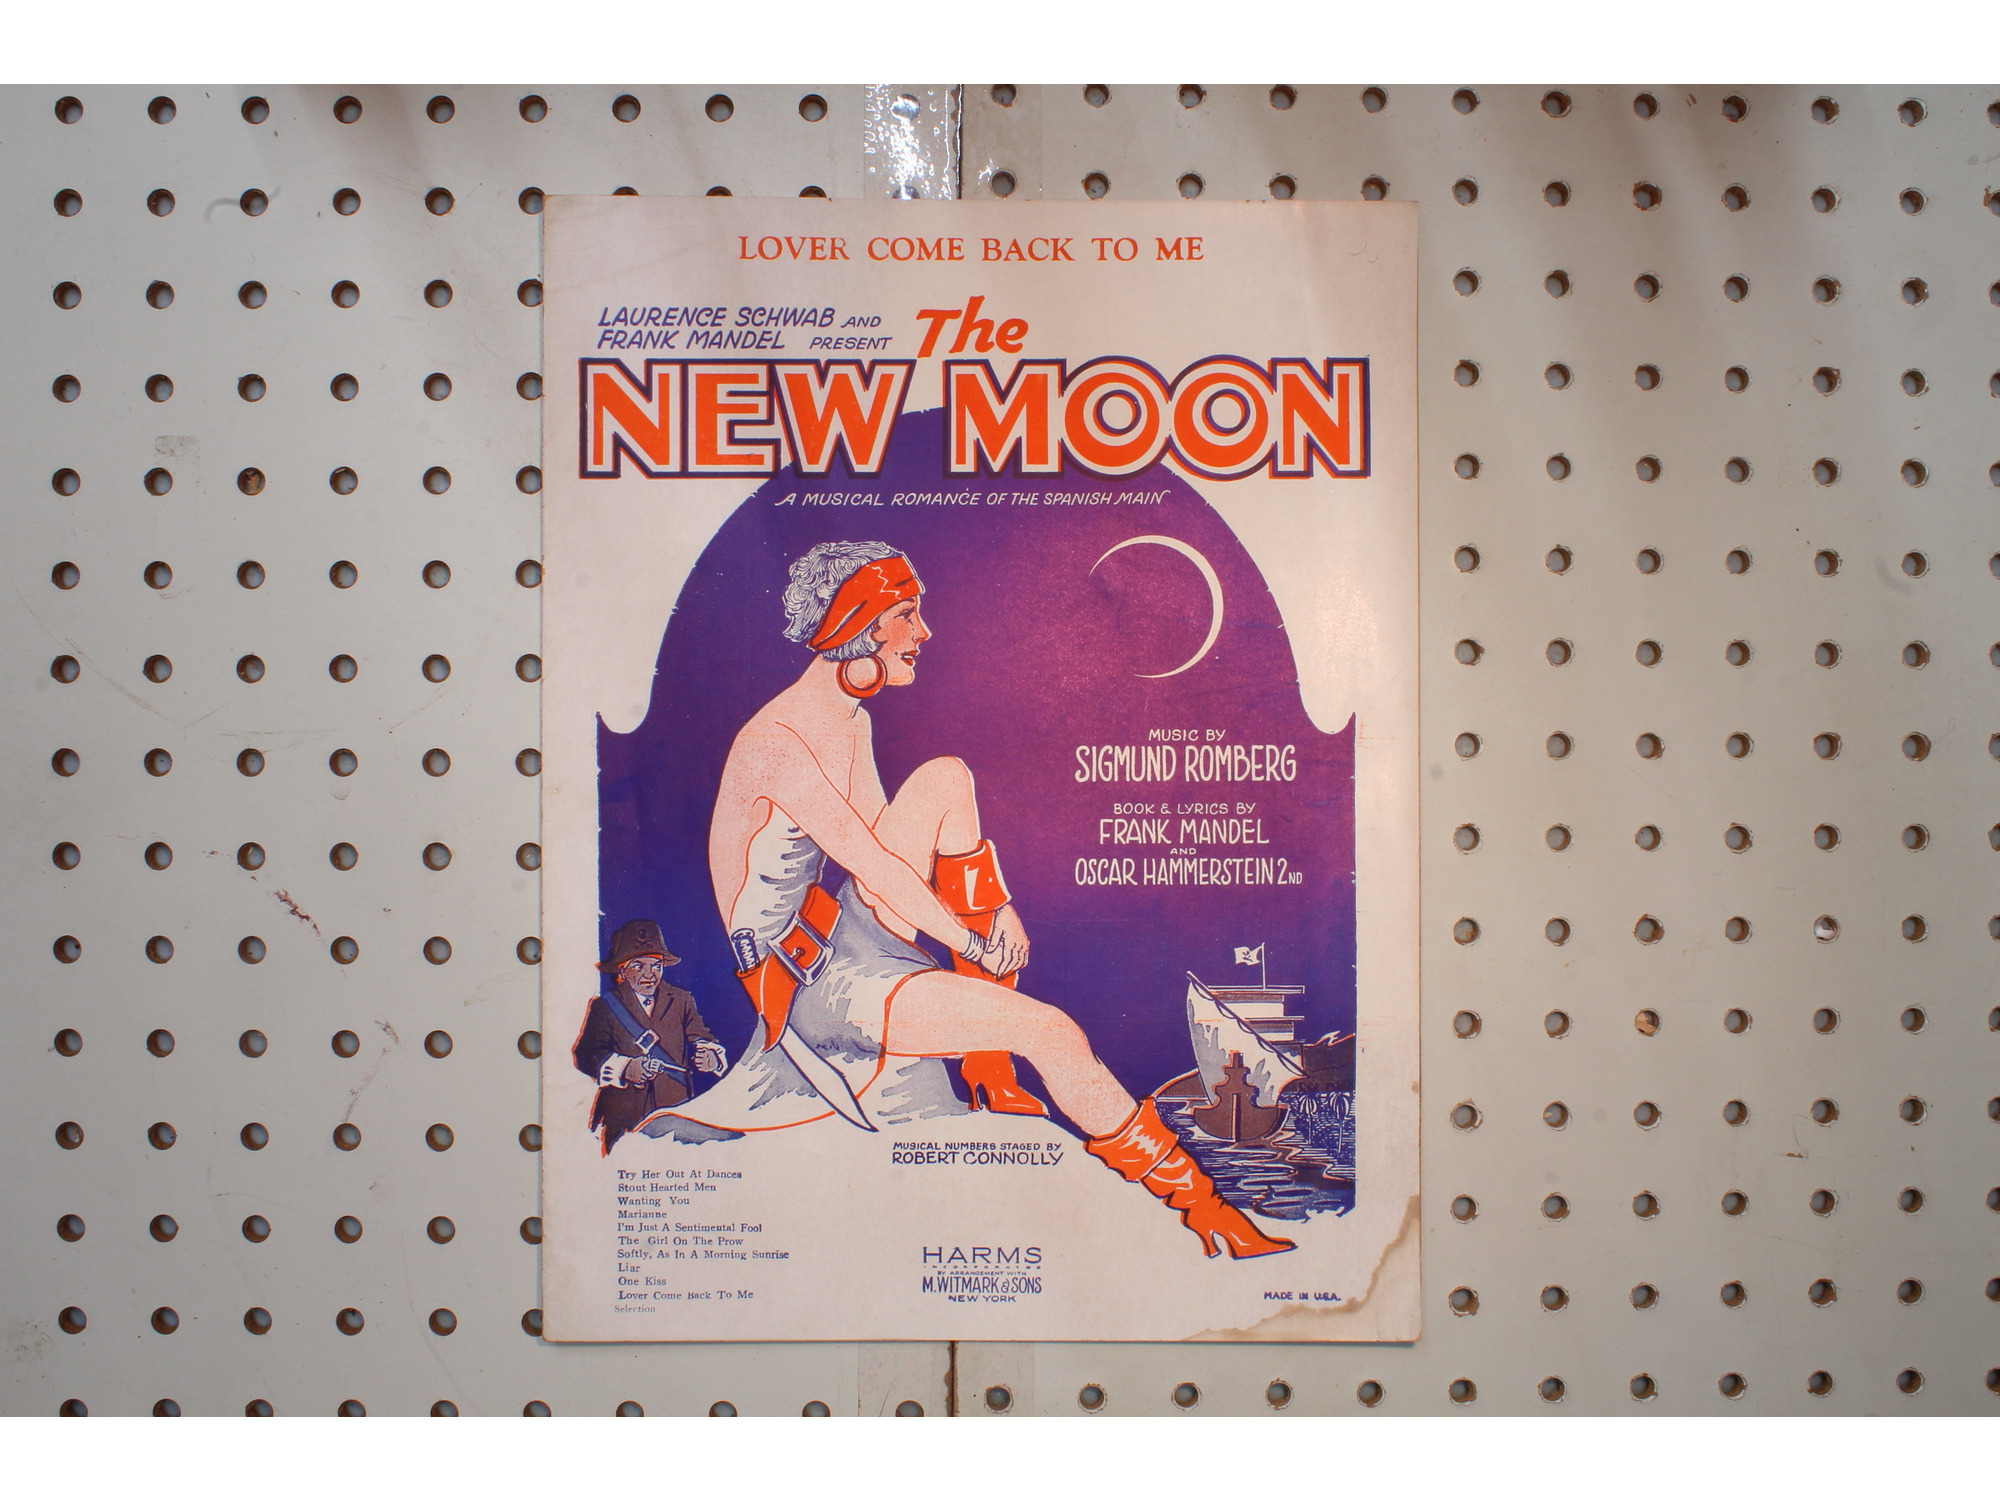 LOVER COME BACK TO ME
LAURENCE SCHWAB AND
FRANK MANDEL PRESENT
The
NEW MOON
A MUSICAL ROMANCE OF THE SPANISH MAIN
MUSIC BY
SIGMUND ROMBERG
BOOK & LYRICS BY
FRANK MANDEL
AND
OSCAR HAMMERSTEIN 2ND
MUSICAL NUMBERS STAGED BY
ROBERT CONNOLLY
Try Her Out At Dances
Stout Hearted Men
Wanting You
Marianne
I'm Just A Sentimental Fool
The Girl On The Prow
Softly, As In A Morning Sunrise
Liar
One Kiss
Lover Come Back To Me
Selection
HARMS
INCORPORATED
BY ARRANGEMENT WITH
M. WITMARK & SONS
NEW YORK
MADE IN U.S.A.